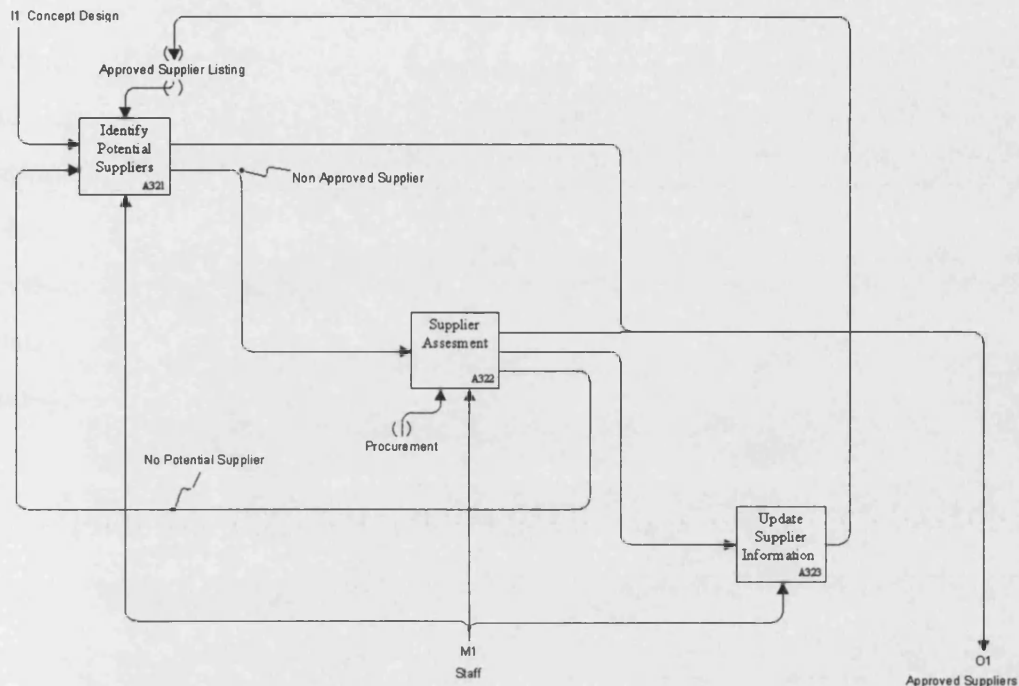 I1 Concept Design
Approved Supplier Listing
Identify
Potential
Suppliers
A321
Non Approved Supplier
Supplier
Assesment
A322
Procurement
No Potential Supplier
Update
Supplier
Information
A323
M1
Staff
O1
Approved Suppliers